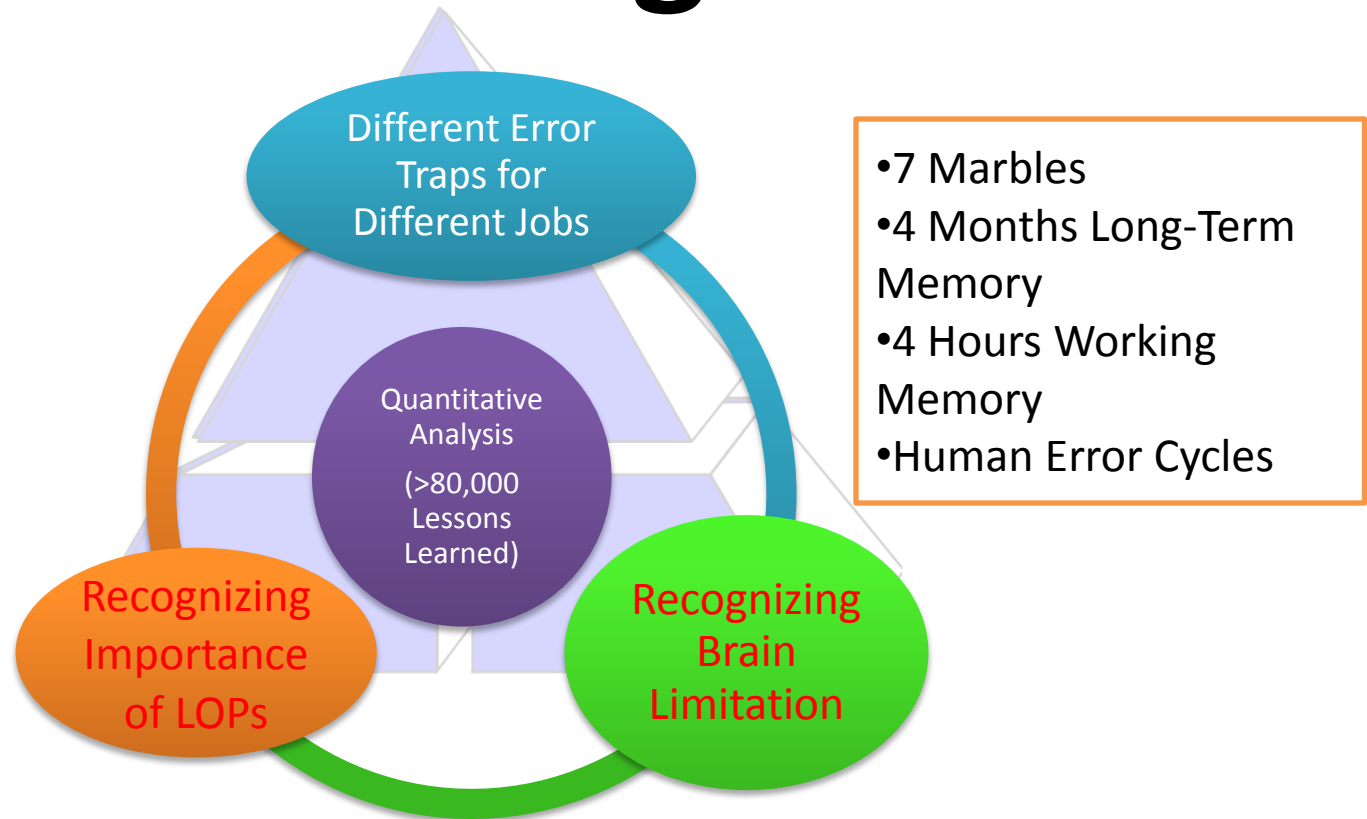 Different Error
Traps for
Different Jobs
Quantitative
Analysis
(>80,000
Lessons
Learned)
Recognizing
Importance
of LOPs
Recognizing
Brain
Limitation
•7 Marbles
•4 Months Long-Term
Memory
•4 Hours Working
Memory
•Human Error Cycles